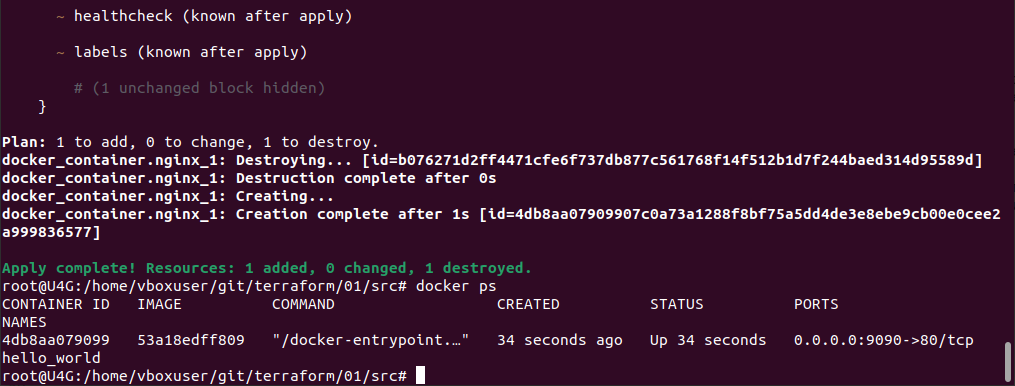 ~ healthcheck (known after apply)
~ labels (known after apply)
# (1 unchanged block hidden)
}
Plan: 1 to add, 0 to change, 1 to destroy.
docker_container.nginx_1: Destroying... [id=b076271d2ff4471cfe6f737db877c561768f14f512b1d7f244baed314d95589d]
docker_container.nginx_1: Destruction complete after 0s
docker_container.nginx_1: Creating...
docker_container.nginx_1: Creation complete after 1s [id=4db8aa07909907c0a73a1288f8bf75a5dd4de3e8ebe9cb00e0cee2
a999836577]
Apply complete! Resources: 1 added, 0 changed, 1 destroyed.
root@U4G:/home/vboxuser/git/terraform/01/src# docker ps
CONTAINER ID   IMAGE          COMMAND                  CREATED          STATUS          PORTS
NAMES
4db8aa079099   53a18edff809   "/docker-entrypoint.…"   34 seconds ago   Up 34 seconds   0.0.0.0:9090->80/tcp
hello_world
root@U4G:/home/vboxuser/git/terraform/01/src#